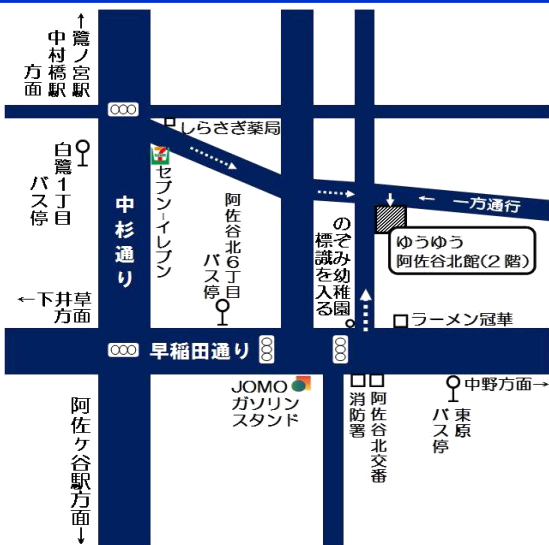 ↑鷺ノ宮駅
中村橋駅
方面
しらさぎ薬局
白鷺1丁目
バス停
セブン-イレブン
中杉通り
阿佐谷北6丁目
バス停
のぞみ幼稚園
標識を入る
← 一方通行
ゆうゆう
阿佐谷北館(2階)
←下井草
方面
ラーメン冠華
早稲田通り
JOMO
ガソリン
スタンド
消防署
阿佐谷北交番
東原
バス停
中野方面→
阿佐ヶ谷駅方面→